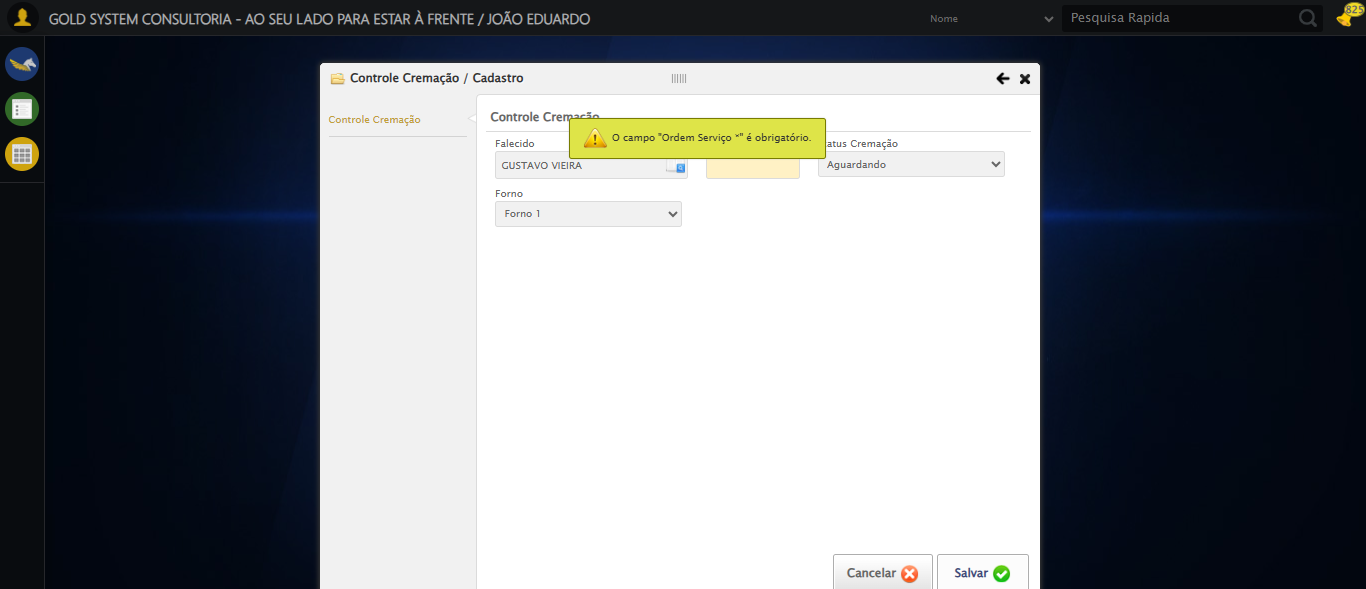 GOLD SYSTEM CONSULTORIA - AO SEU LADO PARA ESTAR À FRENTE / JOÃO EDUARDO
Nome
Pesquisa Rapida
825
Controle Cremação / Cadastro
Controle Cremação
Controle Cremação
O campo "Ordem Serviço *" é obrigatório.
Falecido
tatus Cremação
GUSTAVO VIEIRA
Aguardando
Forno
Forno 1
Cancelar
Salvar